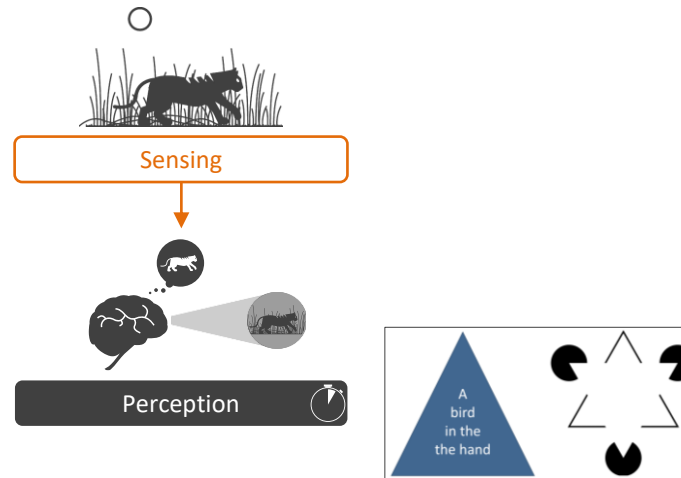 Sensing
Perception
A
bird
in the
the hand